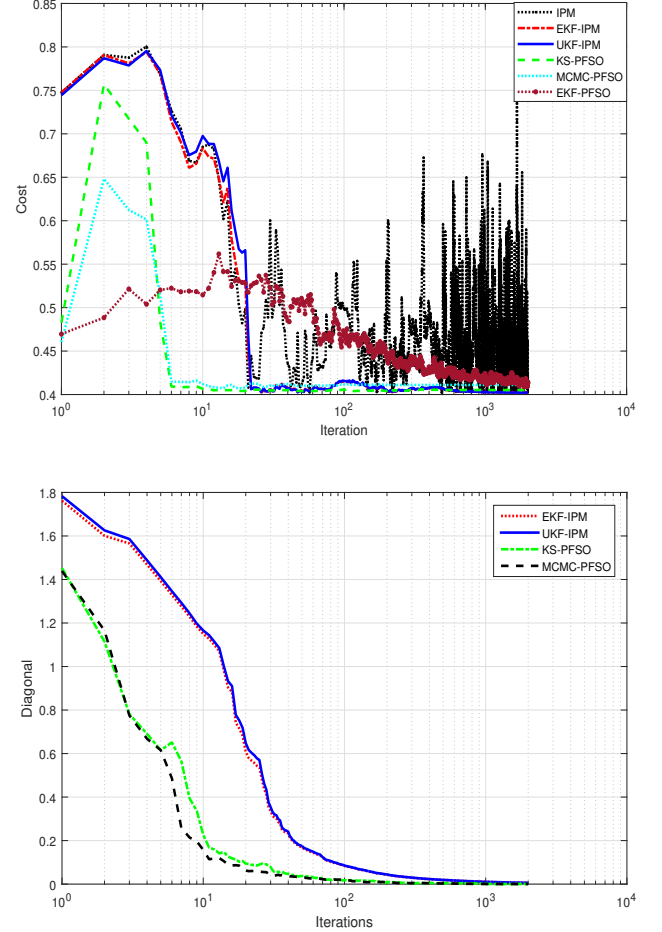 0.85
0.8
0.75
0.7
0.65
0.6
0.55
0.5
0.45
0.4
Cost
IPM
EKF-IPM
UKF-IPM
KS-PFSO
MCMC-PFSO
EKF-PFSO
10^0 10^1 10^2 10^3 10^4
Iteration
1.8
1.6
1.4
1.2
1
0.8
0.6
0.4
0.2
0
Diagonal
EKF-IPM
UKF-IPM
KS-PFSO
MCMC-PFSO
10^0 10^1 10^2 10^3 10^4
Iterations